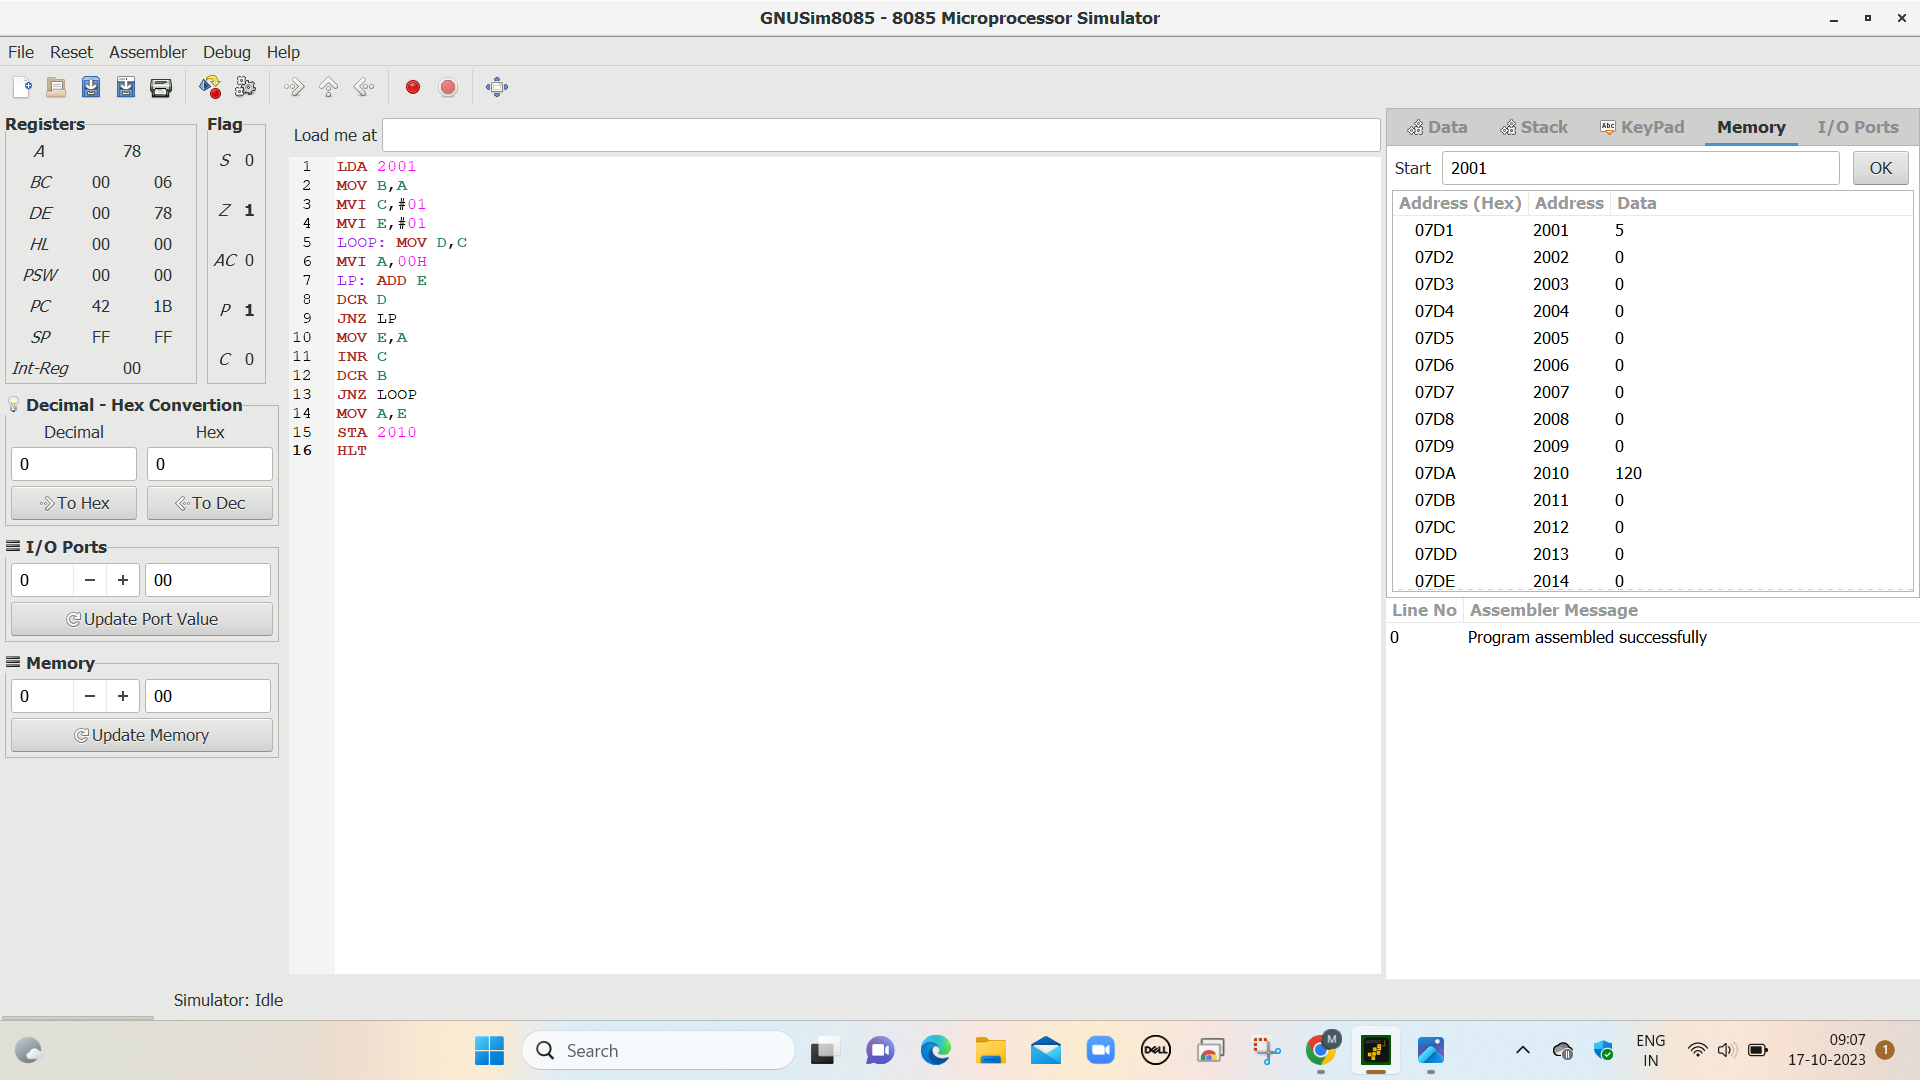 GNUSim8085 - 8085 Microprocessor Simulator
File Reset Assembler Debug Help
Registers
A 78
BC 00 06
DE 00 78
HL 00 00
PSW 00 00
PC 42 1B
SP FF FF
Int-Reg 00
Flag
S 0
Z 1
AC 0
P 1
C 0
Decimal - Hex Convertion
Decimal Hex
0 0
To Hex To Dec
I/O Ports
0 − + 00
Update Port Value
Memory
0 − + 00
Update Memory
Load me at
1 LDA 2001
2 MOV B,A
3 MVI C,#01
4 MVI E,#01
5 LOOP: MOV D,C
6 MVI A,00H
7 LP: ADD E
8 DCR D
9 JNZ LP
10 MOV E,A
11 INR C
12 DCR B
13 JNZ LOOP
14 MOV A,E
15 STA 2010
16 HLT
Data Stack Abc KeyPad Memory I/O Ports
Start 2001 OK
Address (Hex) Address Data
07D1 2001 5
07D2 2002 0
07D3 2003 0
07D4 2004 0
07D5 2005 0
07D6 2006 0
07D7 2007 0
07D8 2008 0
07D9 2009 0
07DA 2010 120
07DB 2011 0
07DC 2012 0
07DD 2013 0
07DE 2014 0
Line No Assembler Message
0 Program assembled successfully
Simulator: Idle
Search
DELL
M
ENG
IN
09:07
17-10-2023
1